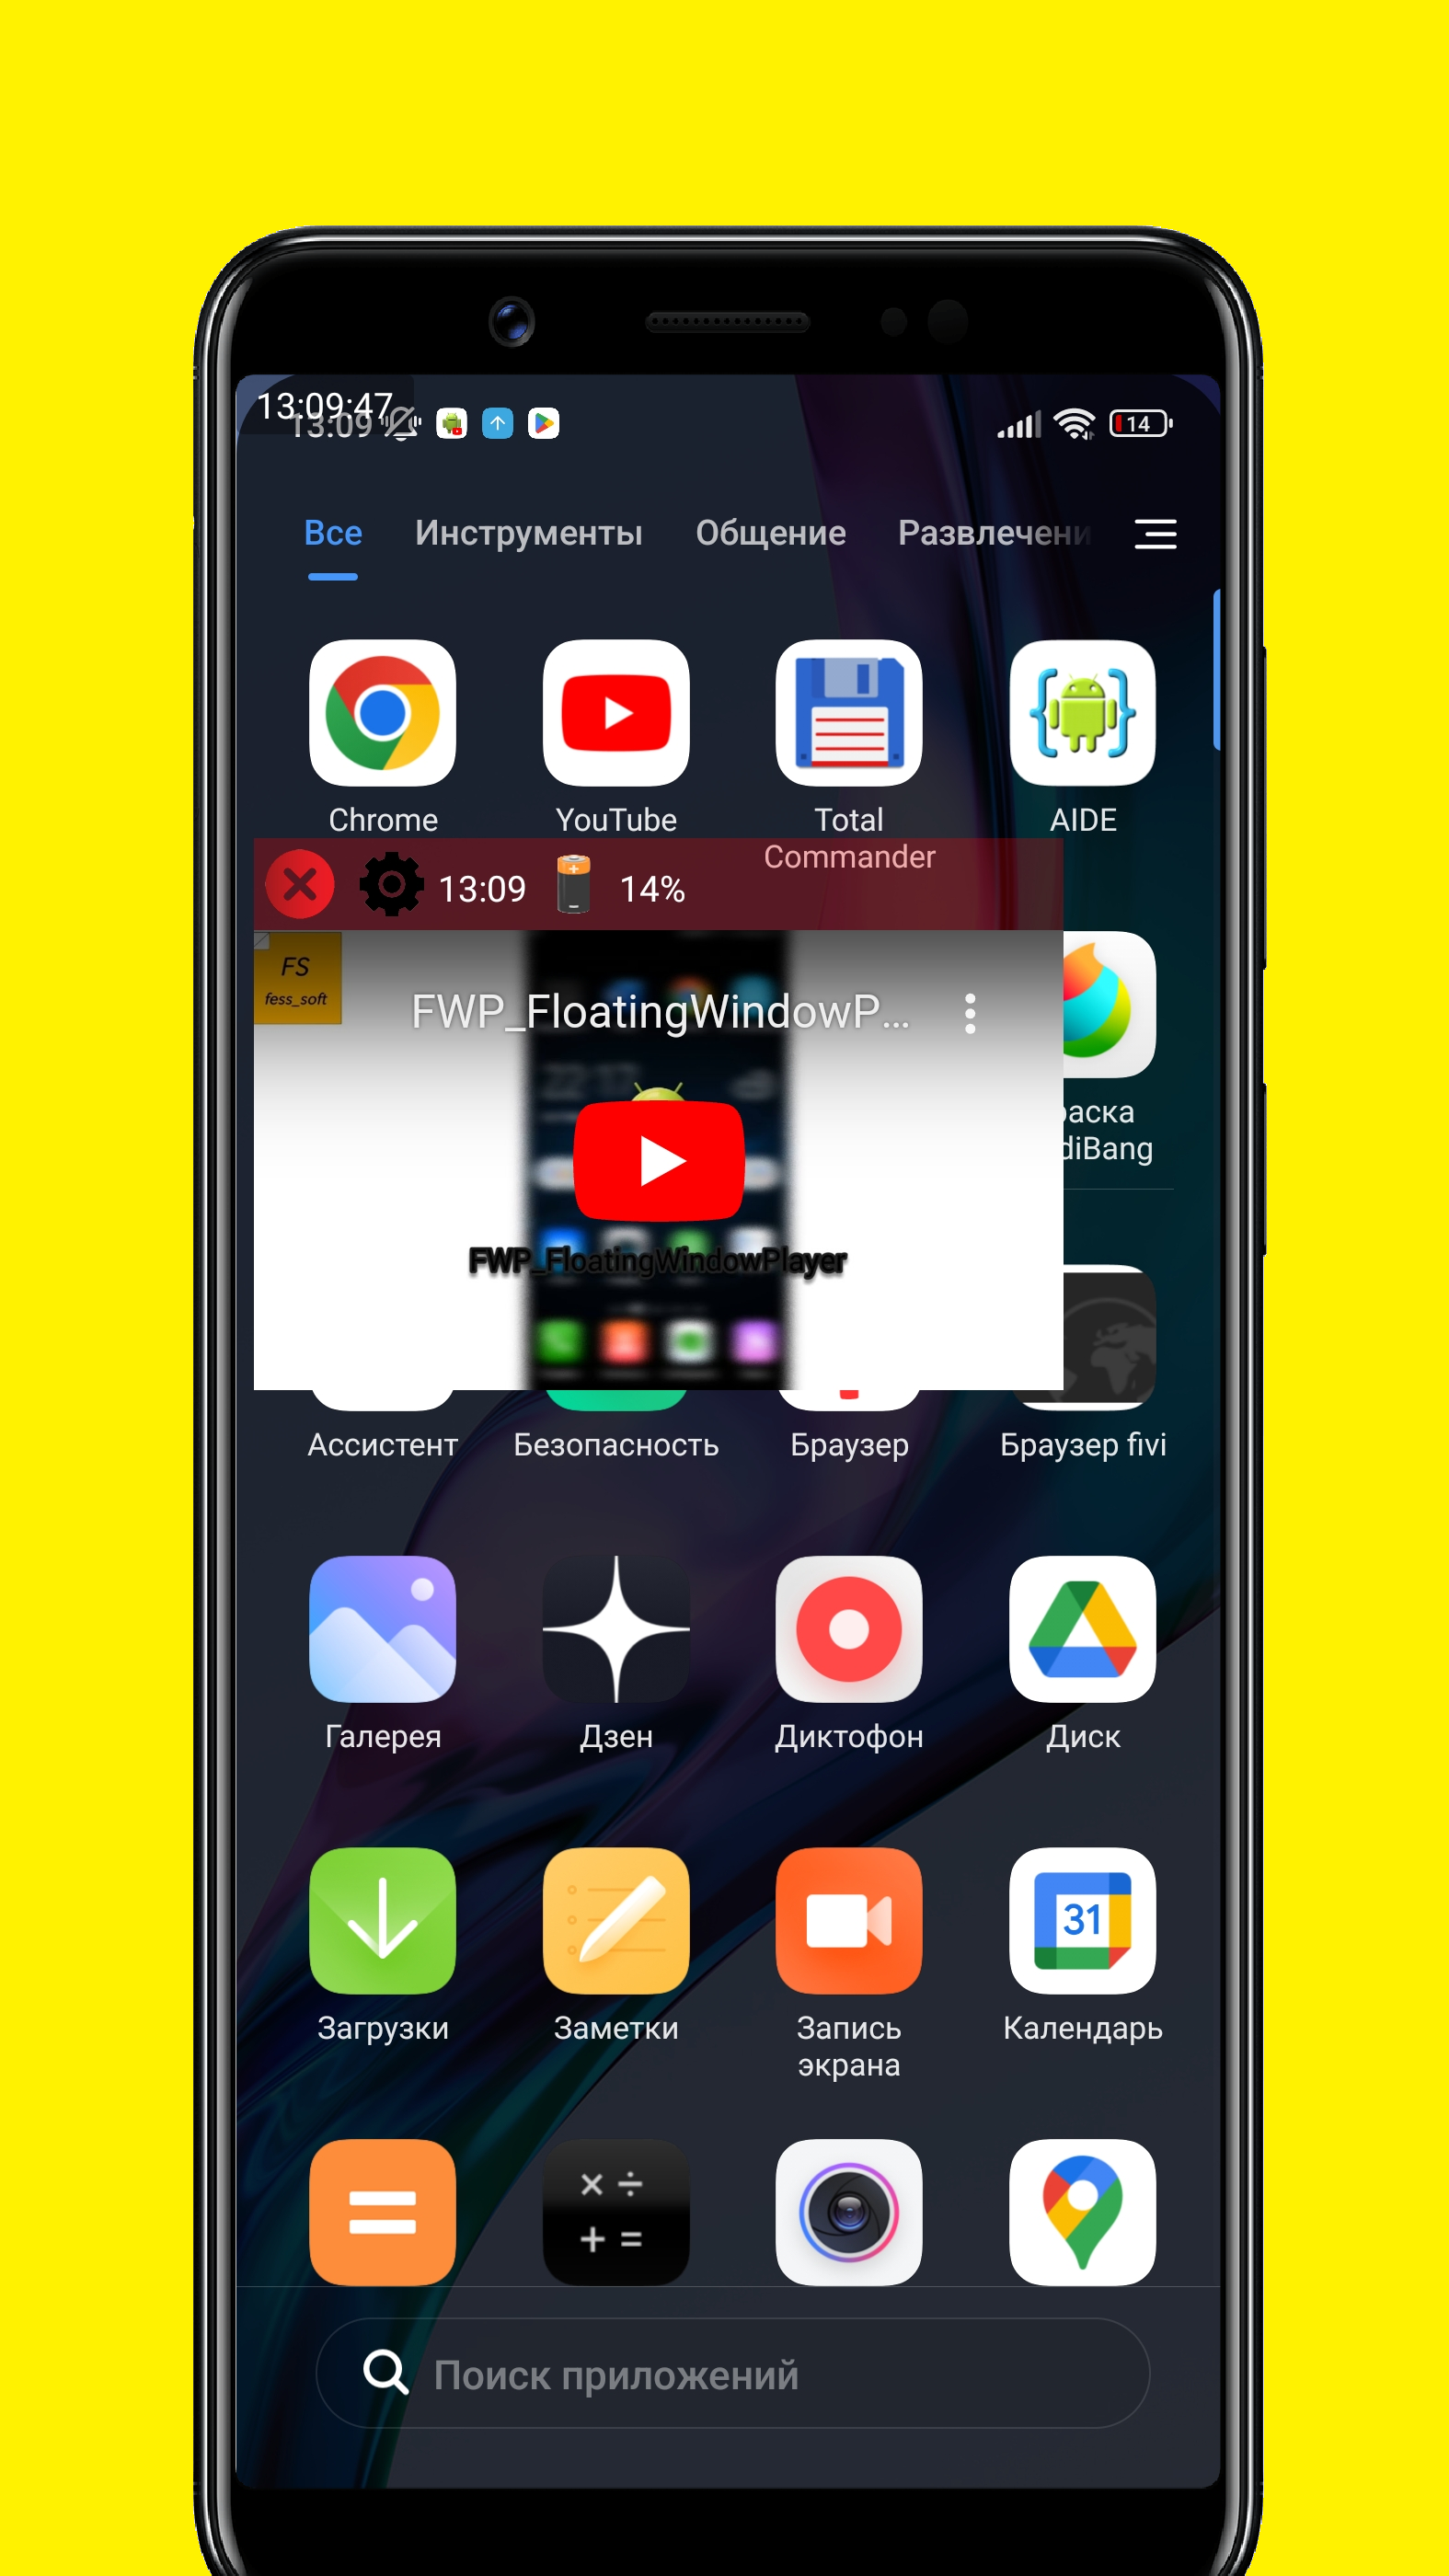 13:09:47
13:09
14
Все Инструменты Общение Развлечени
Chrome YouTube Total Commander AIDE
13:09 14%
FS
fess_soft
FWP_FloatingWindowP...
FWP_FloatingWindowPlayer
раска
diBang
Ассистент Безопасность Браузер Браузер fivi
Галерея Дзен Диктофон Диск
31
Загрузки Заметки Запись экрана Календарь
Поиск приложений